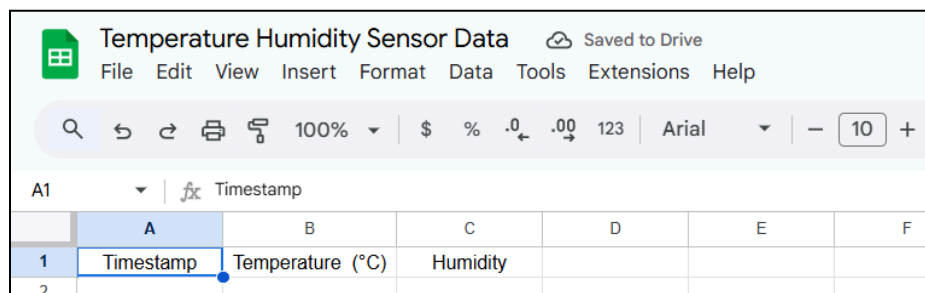 Temperature Humidity Sensor Data Saved to Drive
File Edit View Insert Format Data Tools Extensions Help
100% $ % .0 .00 123 Arial − 10 +
A1 fx Timestamp
A B C D E F
1 Timestamp Temperature (°C) Humidity
2